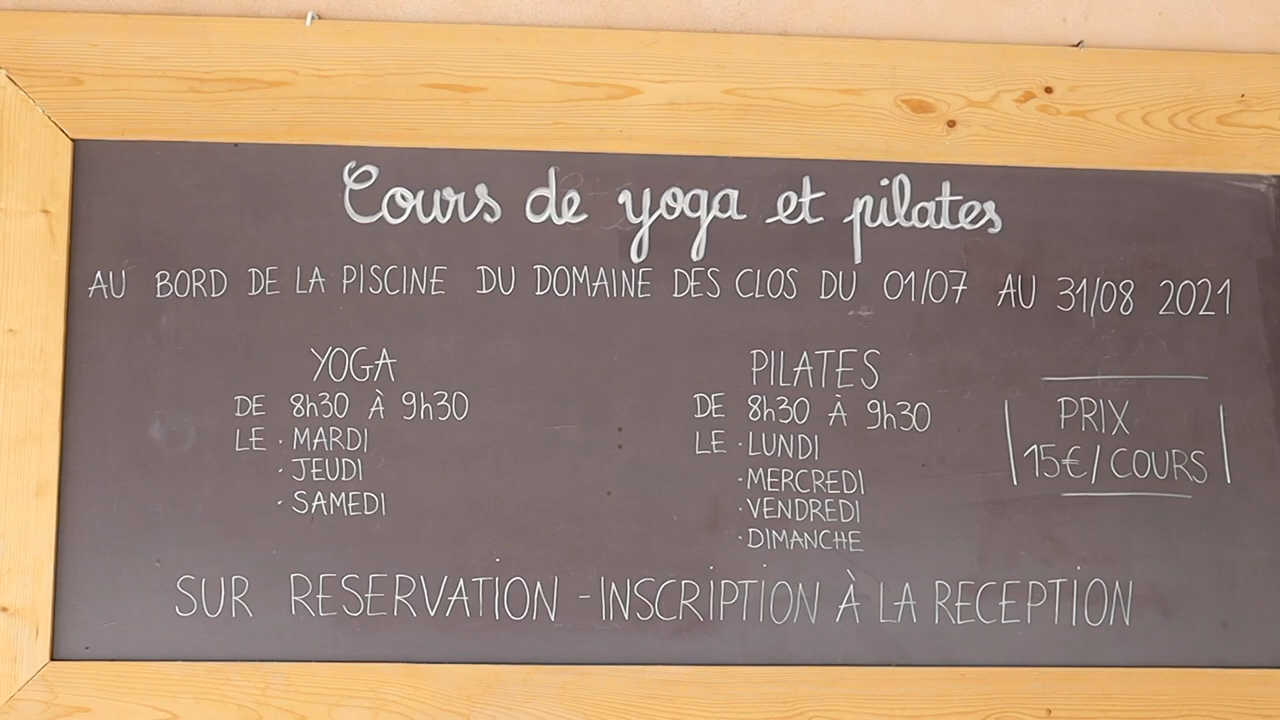 Cours de yoga et pilates
AU BORD DE LA PISCINE DU DOMAINE DES CLOS DU 01/07 AU 31/08 2021
YOGA
DE 8h30 À 9h30
LE · MARDI
· JEUDI
· SAMEDI
PILATES
DE 8h30 À 9h30
LE · LUNDI
· MERCREDI
· VENDREDI
· DIMANCHE
PRIX
15€/COURS
SUR RESERVATION - INSCRIPTION À LA RECEPTION